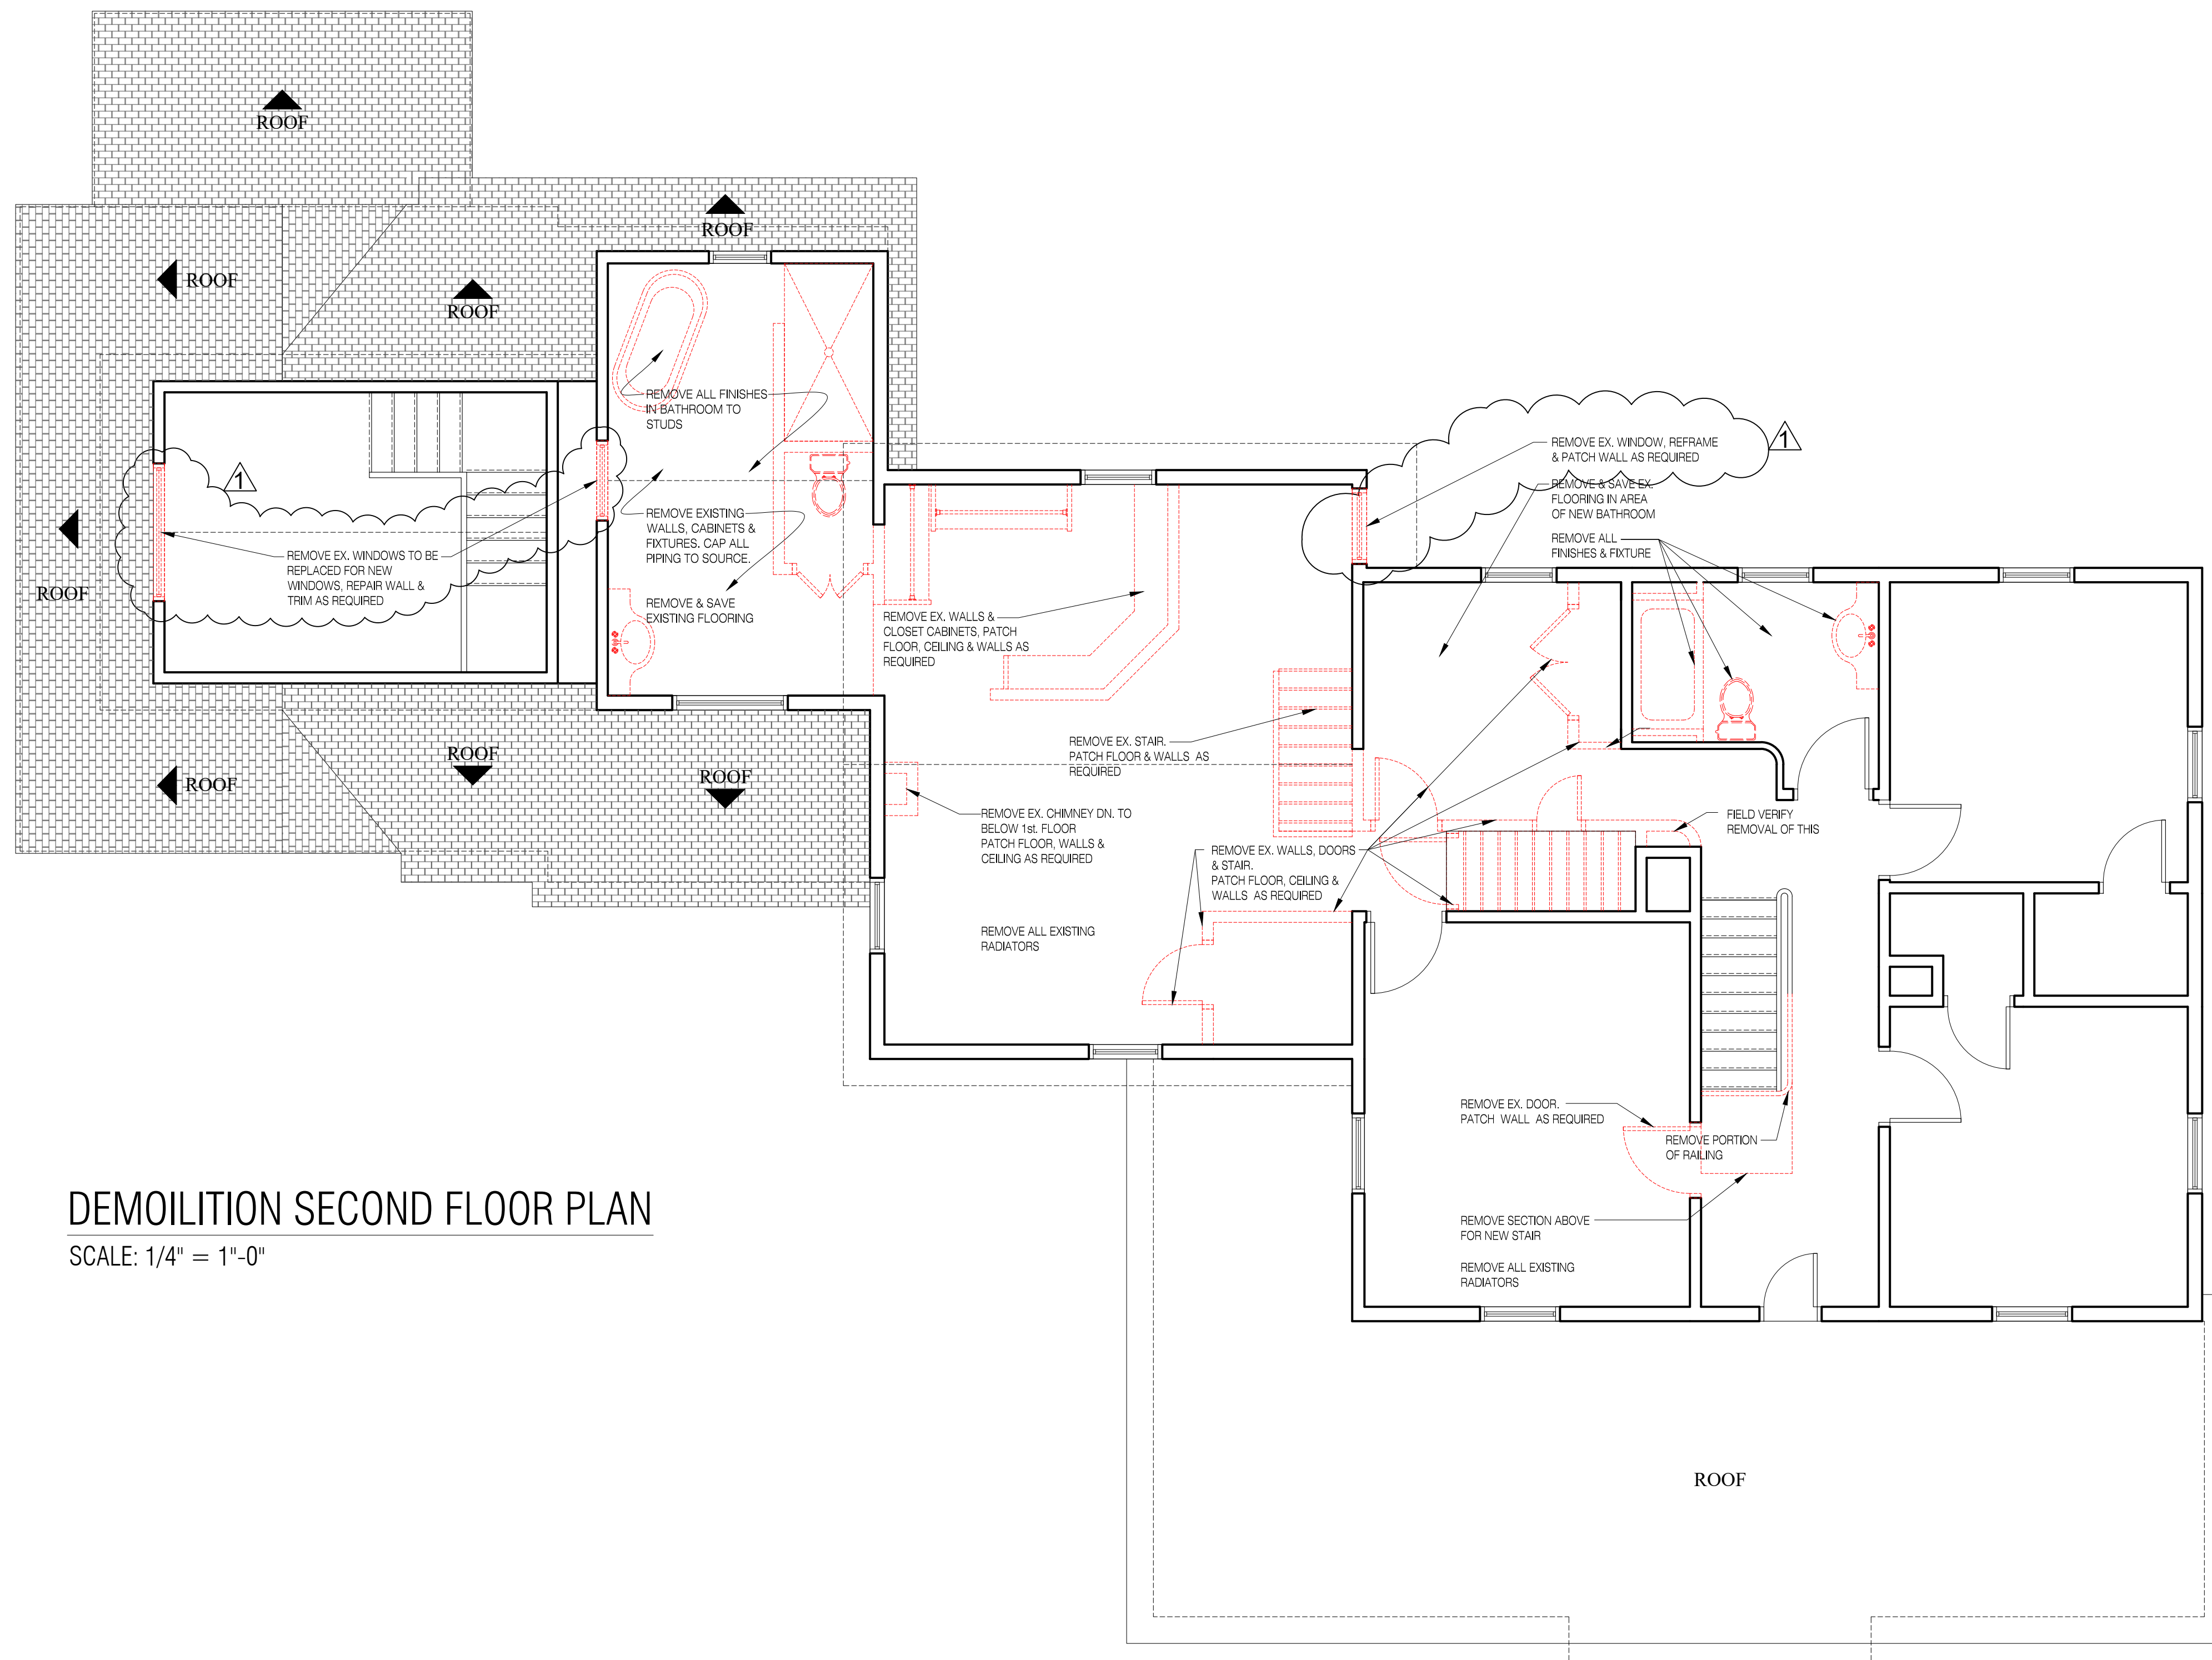 ROOF
ROOF
ROOF
ROOF
REMOVE ALL FINISHES
IN BATHROOM TO
STUDS
1
REMOVE EX. WINDOW, REFRAME
& PATCH WALL AS REQUIRED
REMOVE & SAVE EX.
FLOORING IN AREA
OF NEW BATHROOM
REMOVE ALL
FINISHES & FIXTURE
1
REMOVE EX. WINDOWS TO BE
REPLACED FOR NEW
WINDOWS, REPAIR WALL &
TRIM AS REQUIRED
REMOVE EXISTING
WALLS, CABINETS &
FIXTURES. CAP ALL
PIPING TO SOURCE.
ROOF
REMOVE & SAVE
EXISTING FLOORING
REMOVE EX. WALLS &
CLOSET CABINETS, PATCH
FLOOR, CEILING & WALLS AS
REQUIRED
REMOVE EX. STAIR.
PATCH FLOOR & WALLS AS
REQUIRED
ROOF
ROOF
ROOF
REMOVE EX. CHIMNEY DN. TO
BELOW 1st. FLOOR
PATCH FLOOR, WALLS &
CEILING AS REQUIRED
FIELD VERIFY
REMOVAL OF THIS
REMOVE EX. WALLS, DOORS
& STAIR.
PATCH FLOOR, CEILING &
WALLS AS REQUIRED
REMOVE ALL EXISTING
RADIATORS
REMOVE EX. DOOR.
PATCH WALL AS REQUIRED
REMOVE PORTION
OF RAILING
REMOVE SECTION ABOVE
FOR NEW STAIR
REMOVE ALL EXISTING
RADIATORS
DEMOILITION SECOND FLOOR PLAN
SCALE: 1/4" = 1"-0"
ROOF